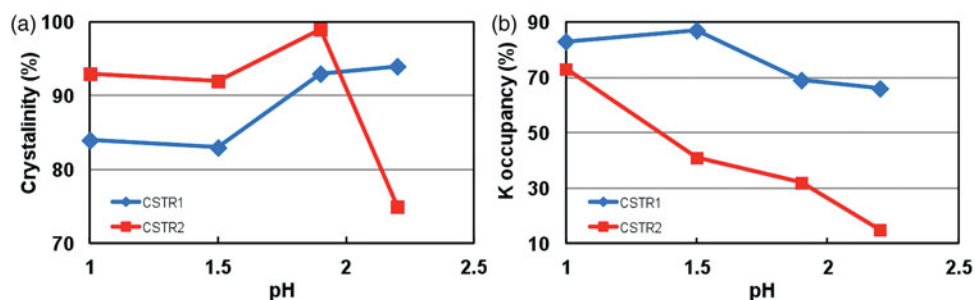 (a)
Crystalinity (%)
100
90
80
70
CSTR1
CSTR2
1
1.5
2
2.5
pH
(b)
K occupancy (%)
90
70
50
30
10
CSTR1
CSTR2
1
1.5
2
2.5
pH